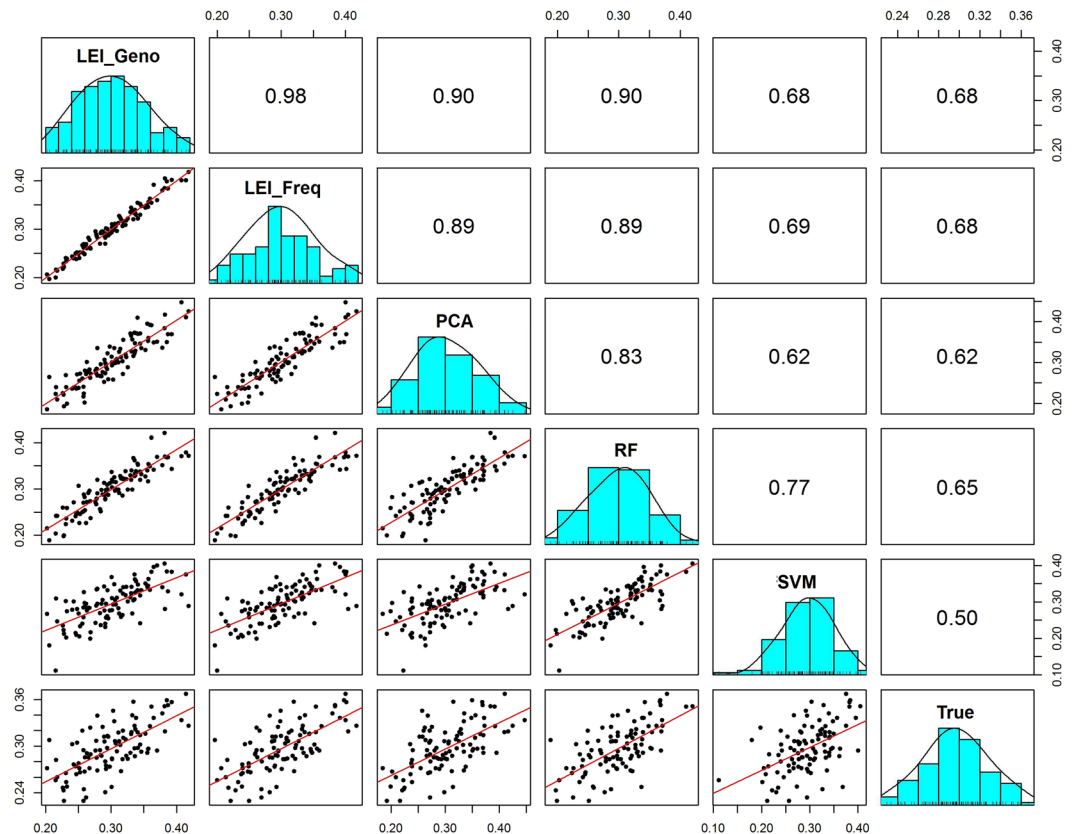 0.20 0.30 0.40 0.20 0.30 0.40 0.24 0.28 0.32 0.36
LEI_Geno 0.98 0.90 0.90 0.68 0.68 0.20 0.30 0.40
0.20 0.30 0.40 LEI_Freq 0.89 0.89 0.69 0.68
PCA 0.83 0.62 0.62 0.20 0.30 0.40
0.20 0.30 0.40 RF 0.77 0.65
SVM 0.50 0.10 0.20 0.30 0.40
0.24 0.30 0.36 True
0.20 0.30 0.40 0.20 0.30 0.40 0.10 0.20 0.30 0.40